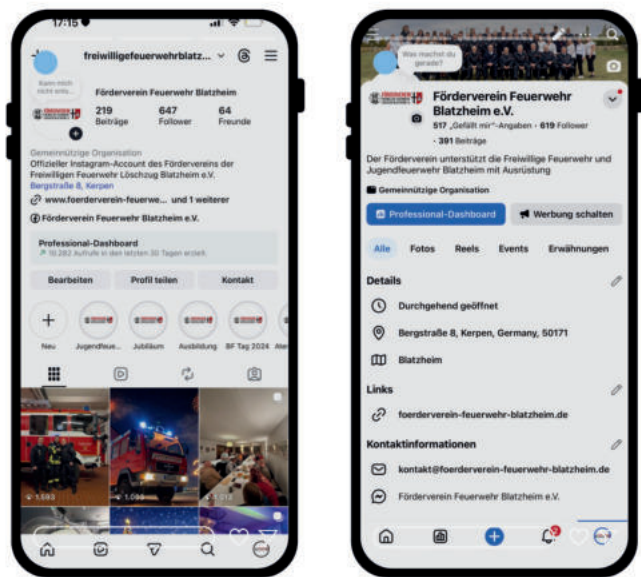 17:15
freiwilligefeuerwehrblatz...
Kann mich
nicht ents...
Förderverein Feuerwehr Blatzheim
219
647
64
Beiträge
Follower
Freunde
Gemeinnützige Organisation
Offizieller Instagram-Account des Fördervereins der
Freiwilligen Feuerwehr Löschzug Blatzheim e.V.
Bergstraße 8, Kerpen
www.foerderverein-feuerwe... und 1 weiterer
Förderverein Feuerwehr Blatzheim e.V.
Professional-Dashboard
10.282 Aufrufe in den letzten 30 Tagen erzielt.
Bearbeiten
Profil teilen
Kontakt
Neu
Jugendfeue...
Jubiläum
Ausbildung
BF Tag 2024
1.593
1.095
1.013
Was machst du
gerade?
Förderverein Feuerwehr
Blatzheim e.V.
517 „Gefällt mir"-Angaben • 619 Follower
• 391 Beiträge
Der Förderverein unterstützt die Freiwillige Feuerwehr und
Jugendfeuerwehr Blatzheim mit Ausrüstung
Gemeinnützige Organisation
Professional-Dashboard
Werbung schalten
Alle
Fotos
Reels
Events
Erwähnungen
Details
Durchgehend geöffnet
Bergstraße 8, Kerpen, Germany, 50171
Blatzheim
Links
foerderverein-feuerwehr-blatzheim.de
Kontaktinformationen
kontakt@foerderverein-feuerwehr-blatzheim.de
Förderverein Feuerwehr Blatzheim e.V.